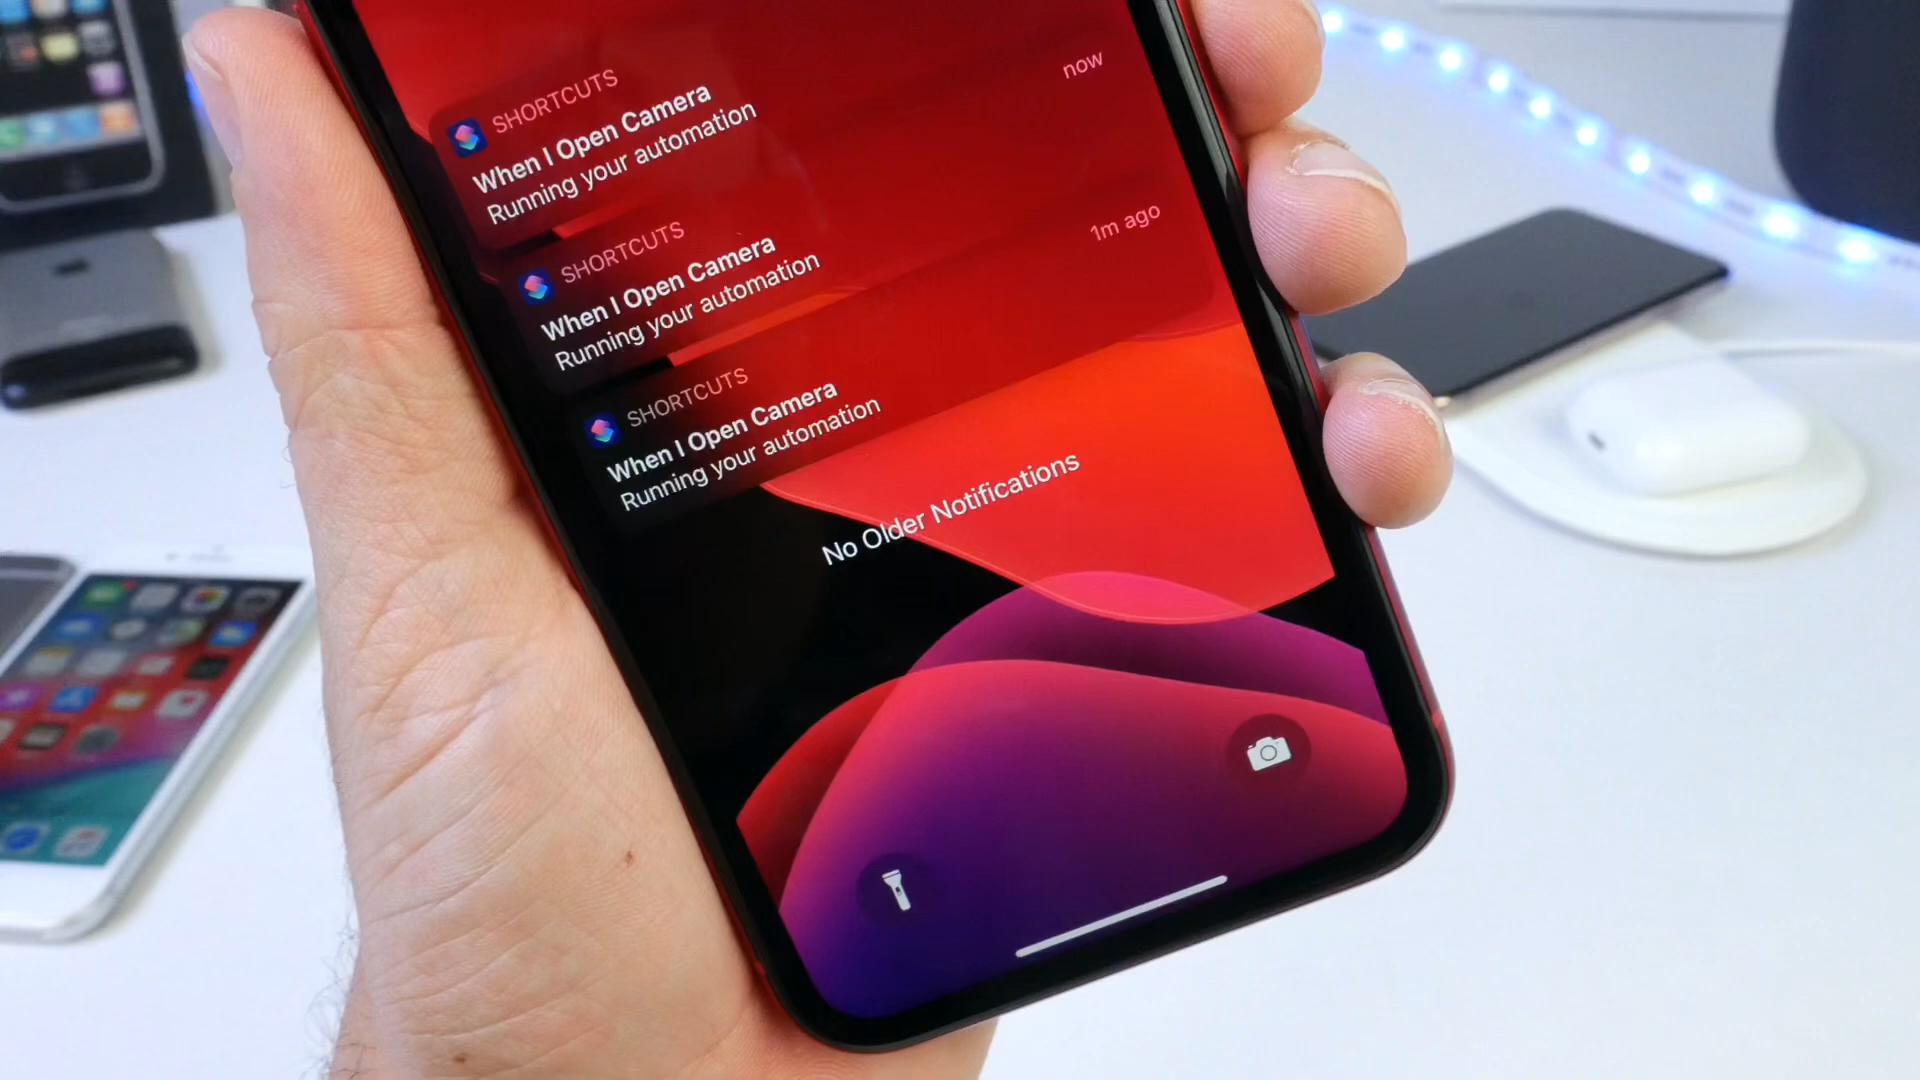 SHORTCUTS
now
When I Open Camera
Running your automation
SHORTCUTS
1m ago
When I Open Camera
Running your automation
SHORTCUTS
When I Open Camera
Running your automation
No Older Notifications